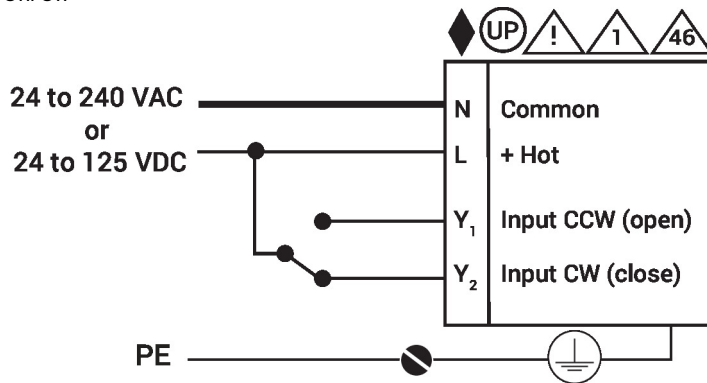 UP ! 1 46
24 to 240 VAC
or
24 to 125 VDC
N Common
L + Hot
Y₁ Input CCW (open)
Y₂ Input CW (close)
PE